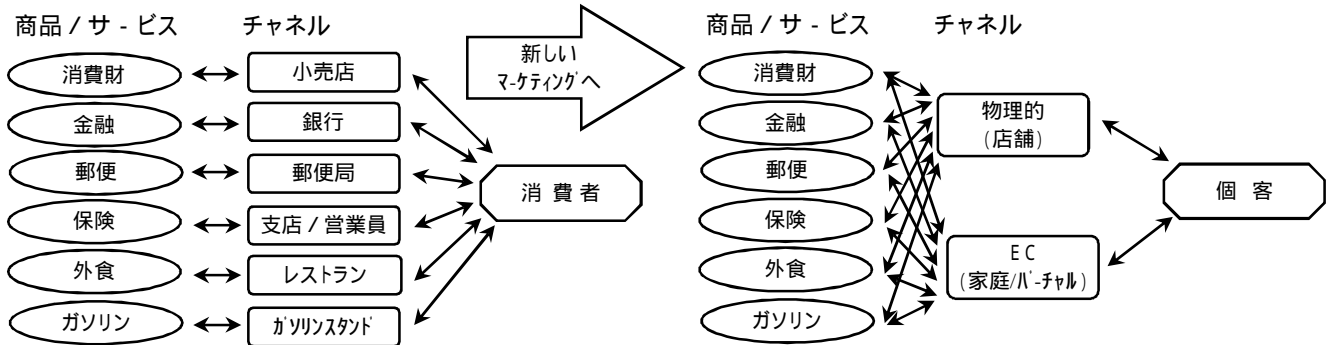 商品 / サ - ビス
チャネル
消費財
小売店
金融
銀行
郵便
郵便局
保険
支店 / 営業員
外食
レストラン
ガソリン
ｶﾞｿﾘﾝｽﾀﾝﾄﾞ
消 費 者
新しい
ﾏ-ｹﾃｨﾝｸﾞへ
商品 / サ - ビス
チャネル
消費財
金融
郵便
保険
外食
ガソリン
物理的
(店舗)
E C
(家庭/ﾊﾞ-ﾁｬﾙ)
個 客